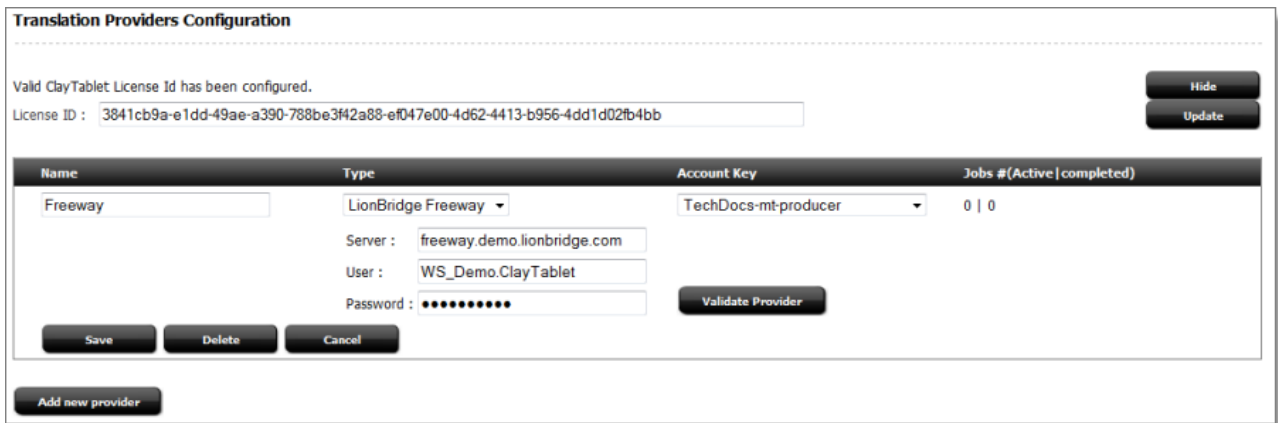 Translation Providers Configuration
Valid ClayTablet License Id has been configured.
Hide
License ID : 3841cb9a-e1dd-49ae-a390-788be3f42a88-ef047e00-4d62-4413-b956-4dd1d02fb4bb
Update
Name Type Account Key Jobs #(Active|completed)
Freeway LionBridge Freeway TechDocs-mt-producer 0 | 0
Server : freeway.demo.lionbridge.com
User : WS_Demo.ClayTablet
Password : ●●●●●●●●●● Validate Provider
Save Delete Cancel
Add new provider